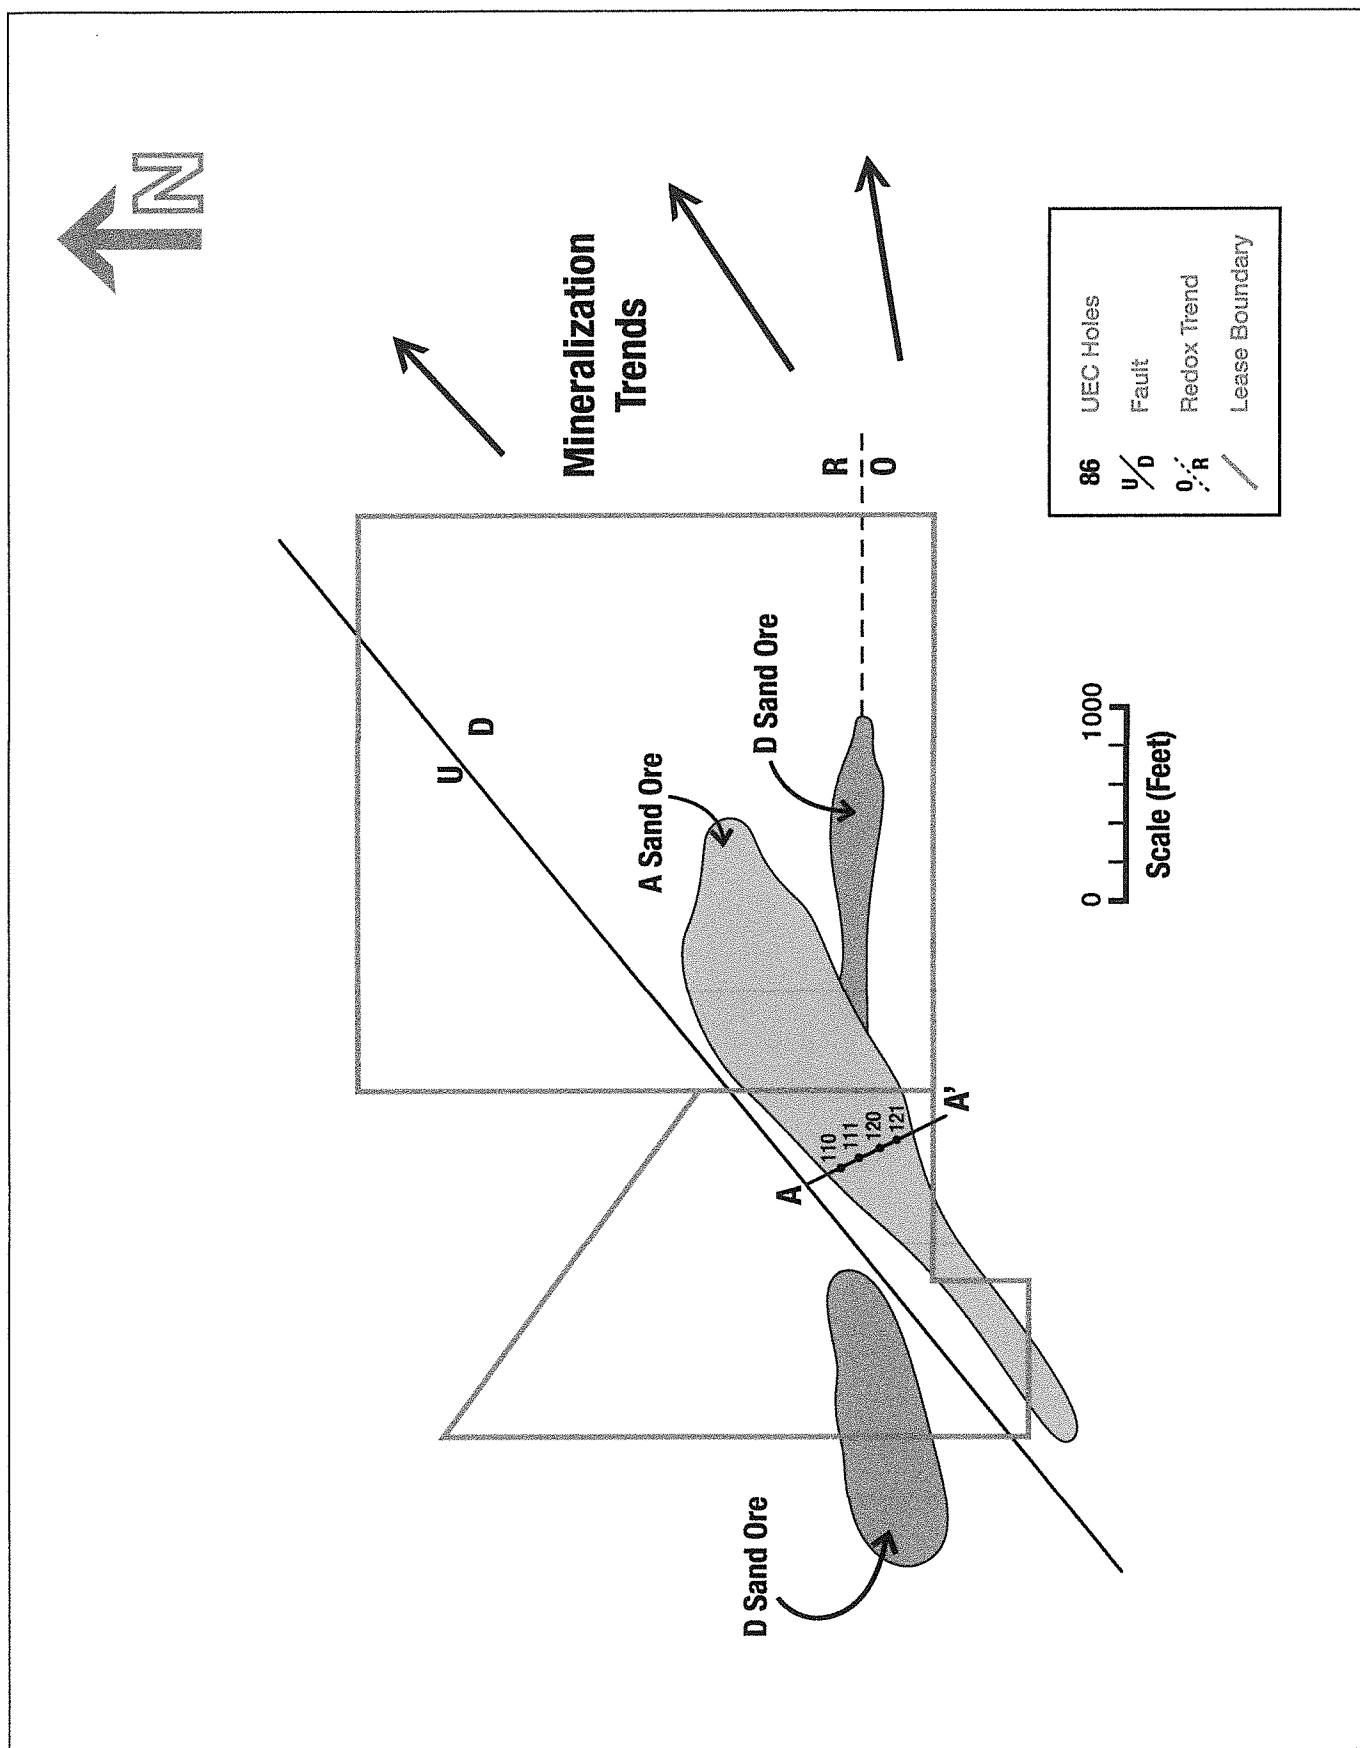 N
Mineralization
Trends
R
O
U
D
A Sand Ore
D Sand Ore
110
111
120
121
A
A'
D Sand Ore
0
1000
Scale (Feet)
86 UEC Holes
U/D Fault
O/R Redox Trend
Lease Boundary